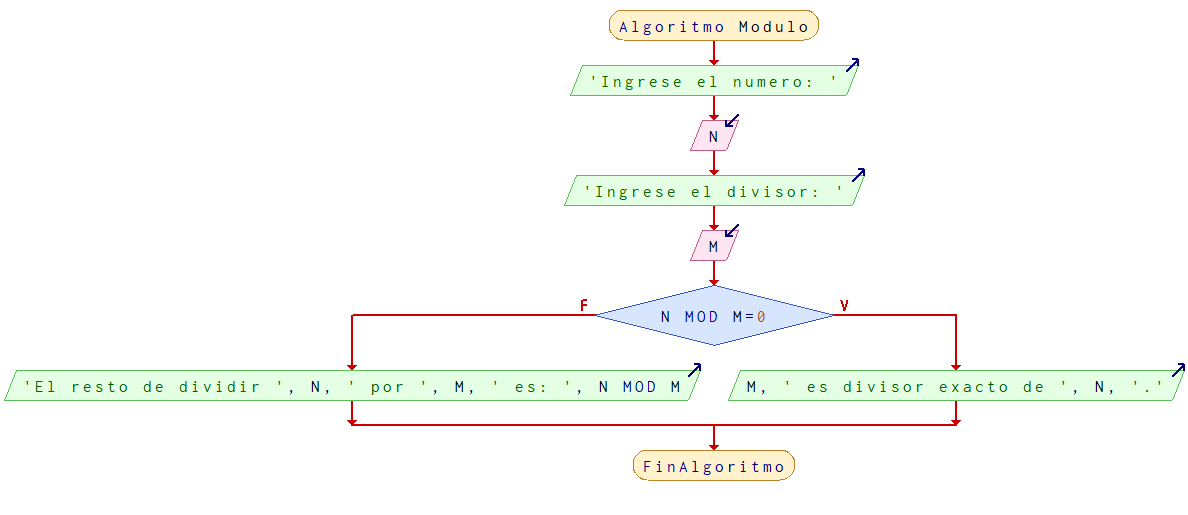 Algoritmo Modulo
'Ingrese el numero: '
N
'Ingrese el divisor: '
M
F
V
N MOD M=0
'El resto de dividir ', N, ' por ', M, ' es: ', N MOD M
M, ' es divisor exacto de ', N, '.'
FinAlgoritmo